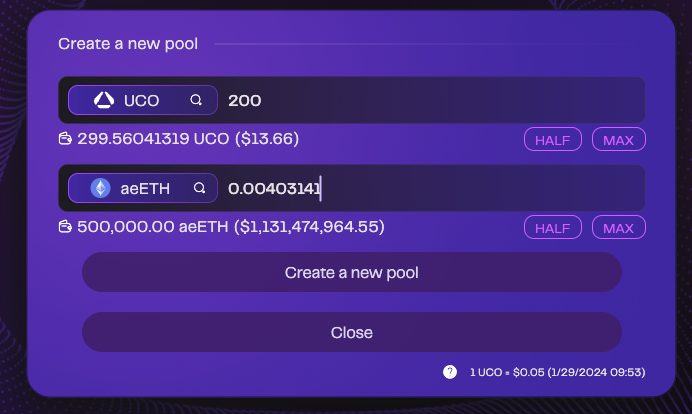 Create a new pool
UCO 200
299.56041319 UCO ($13.66) HALF MAX
aeETH 0.00403141
500,000.00 aeETH ($1,131,474,964.55) HALF MAX
Create a new pool
Close
? 1 UCO = $0.05 (1/29/2024 09:53)